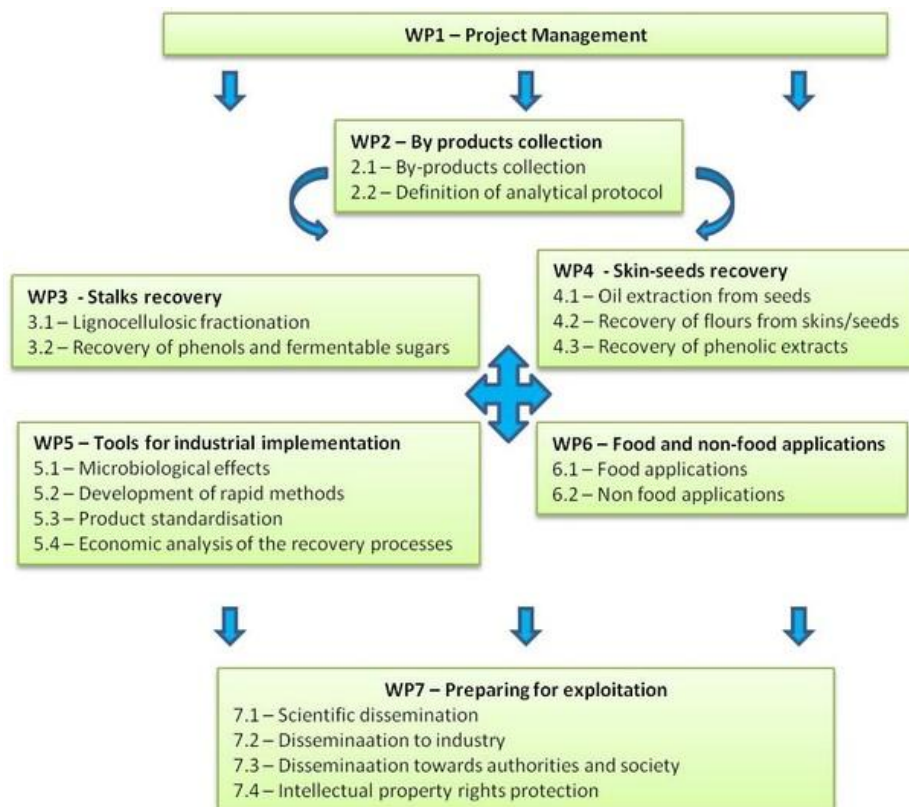 WP1 – Project Management
WP2 – By products collection
2.1 – By-products collection
2.2 – Definition of analytical protocol
WP3 - Stalks recovery
3.1 – Lignocellulosic fractionation
3.2 – Recovery of phenols and fermentable sugars
WP4 - Skin-seeds recovery
4.1 – Oil extraction from seeds
4.2 – Recovery of flours from skins/seeds
4.3 – Recovery of phenolic extracts
WP5 – Tools for industrial implementation
5.1 – Microbiological effects
5.2 – Development of rapid methods
5.3 – Product standardisation
5.4 – Economic analysis of the recovery processes
WP6 – Food and non-food applications
6.1 – Food applications
6.2 – Non food applications
WP7 – Preparing for exploitation
7.1 – Scientific dissemination
7.2 – Disseminaation to industry
7.3 – Disseminaation towards authorities and society
7.4 – Intellectual property rights protection